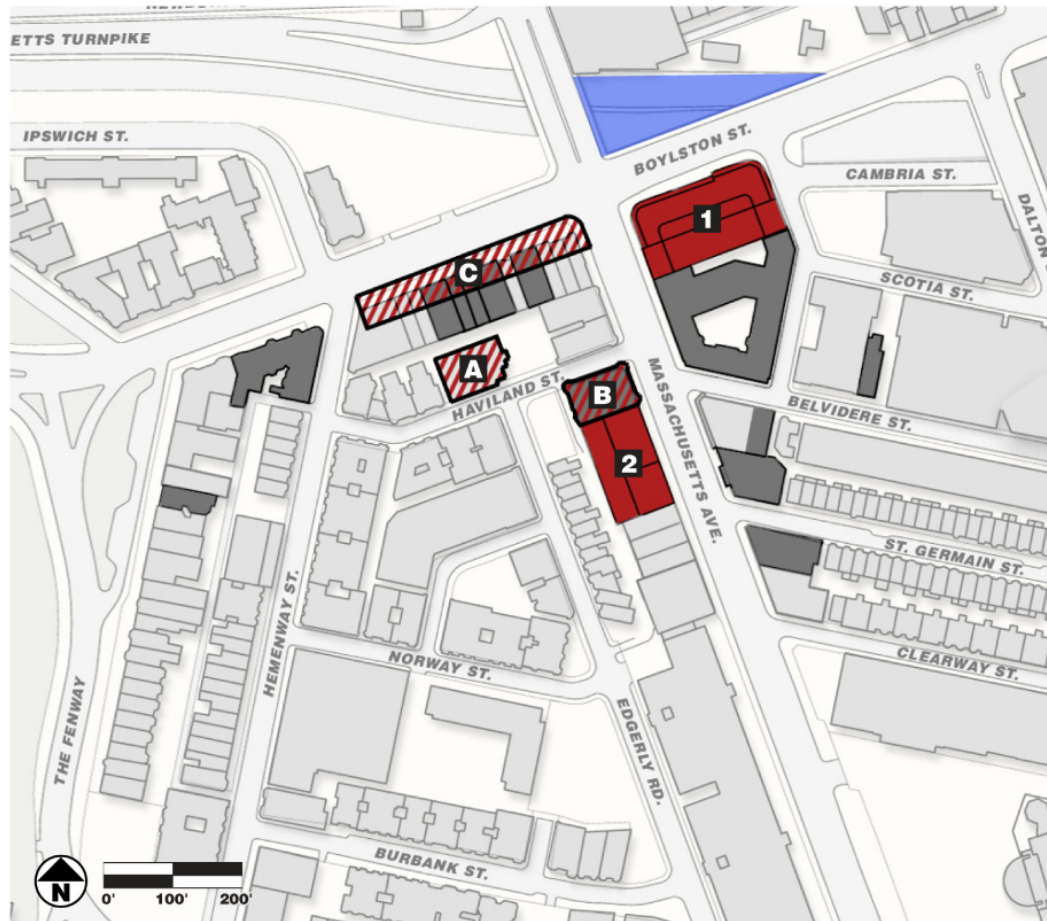 ETTS TURNPIKE
IPSWICH ST.
BOYLSTON ST.
CAMBRIA ST.
DALTON
1
SCOTIA ST.
C
A
HAVILAND ST.
B
MASSACHUSETTS AVE.
BELVIDERE ST.
2
ST. GERMAIN ST.
HEMENWAY ST.
NORWAY ST.
CLEARWAY ST.
THE FENWAY
EDGERLY RD.
BURBANK ST.
N
0' 100' 200'